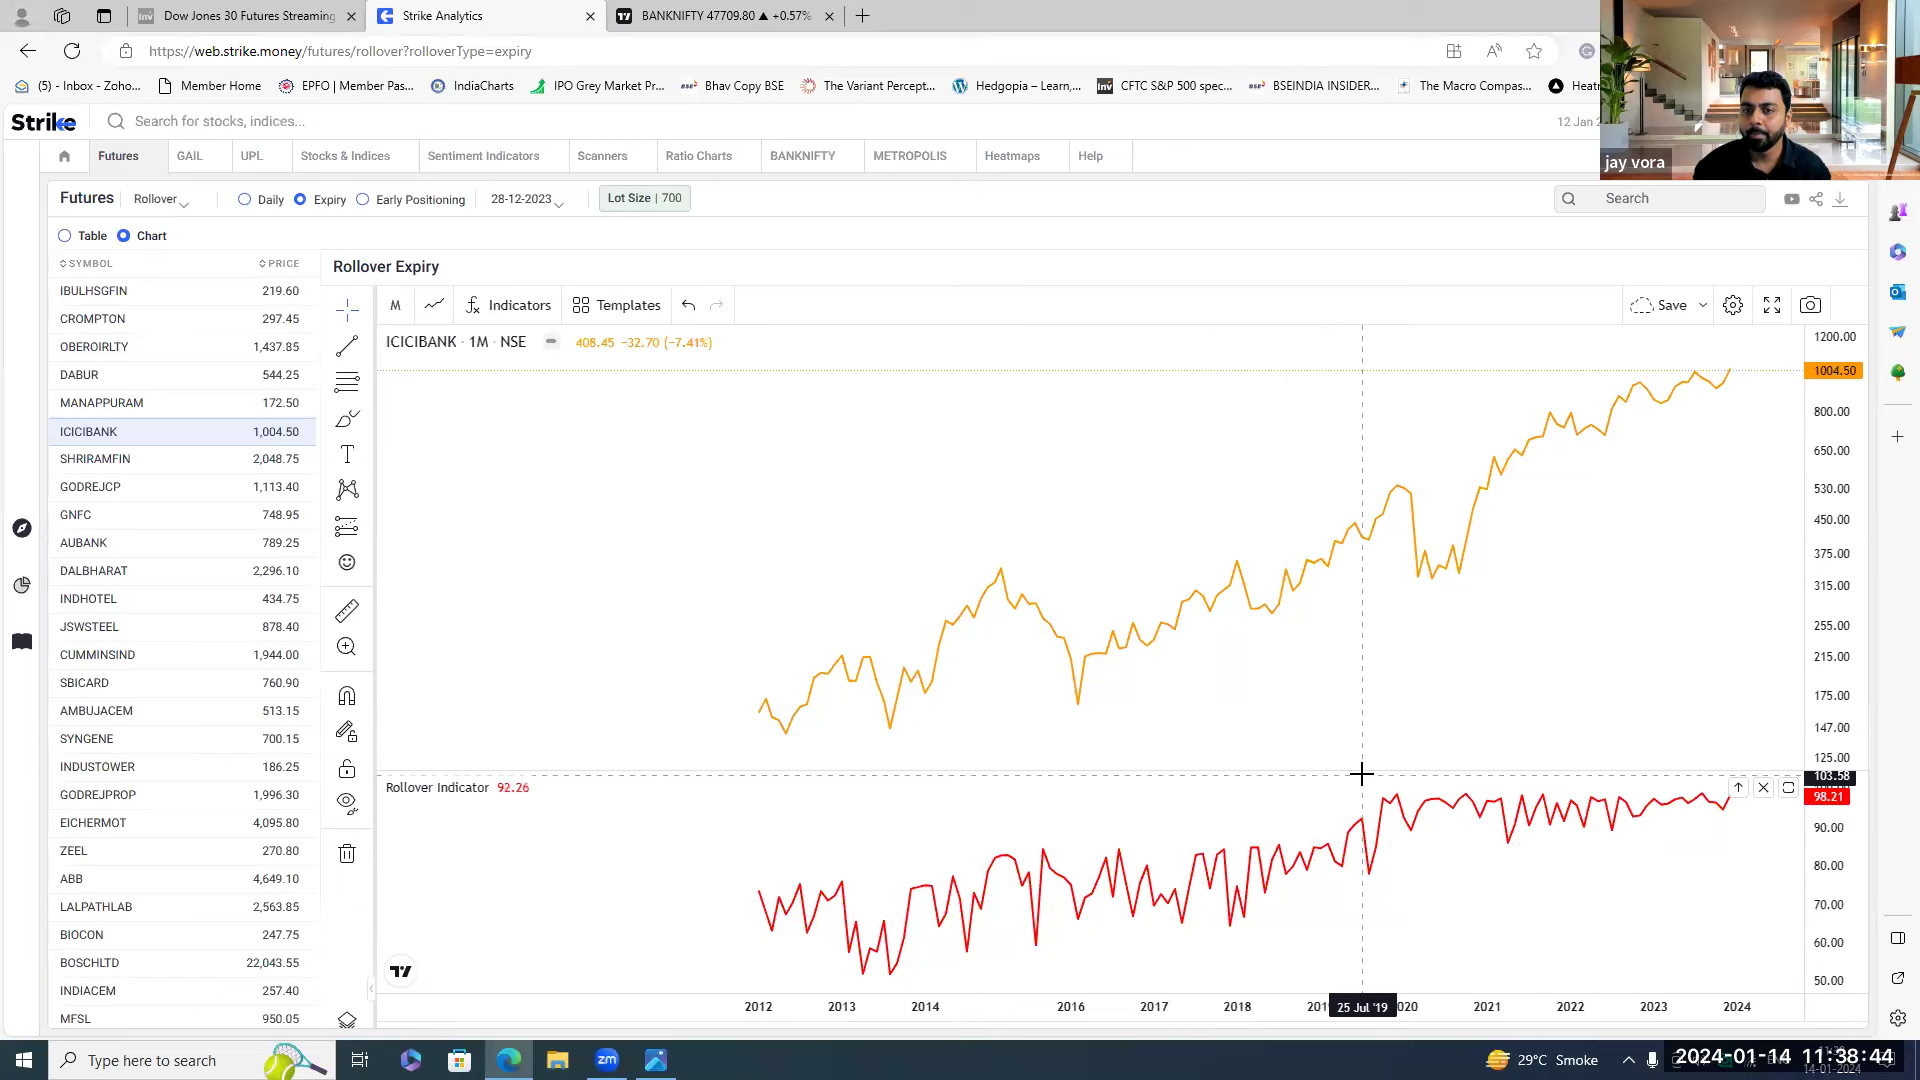 Dow Jones 30 Futures Streaming
Strike Analytics
BANKNIFTY 47709.80 ▲ +0.57%
https://web.strike.money/futures/rollover?rolloverType=expiry
(5) - Inbox - Zoho...
Member Home
EPFO | Member Pas...
IndiaCharts
IPO Grey Market Pr...
Bhav Copy BSE
The Variant Percept...
Hedgopia – Learn,...
CFTC S&P 500 spec...
BSEINDIA INSIDER...
The Macro Compas...
Strike
Search for stocks, indices...
12 Jan 2
jay vora
Futures
GAIL
UPL
Stocks & Indices
Sentiment Indicators
Scanners
Ratio Charts
BANKNIFTY
METROPOLIS
Heatmaps
Help
Futures
Rollover
Daily
Expiry
Early Positioning
28-12-2023
Lot Size | 700
Search
Table
Chart
SYMBOL PRICE
IBULHSGFIN 219.60
CROMPTON 297.45
OBEROIRLTY 1,437.85
DABUR 544.25
MANAPPURAM 172.50
ICICIBANK 1,004.50
SHRIRAMFIN 2,048.75
GODREJCP 1,113.40
GNFC 748.95
AUBANK 789.25
DALBHARAT 2,296.10
INDHOTEL 434.75
JSWSTEEL 878.40
CUMMINSIND 1,944.00
SBICARD 760.90
AMBUJACEM 513.15
SYNGENE 700.15
INDUSTOWER 186.25
GODREJPROP 1,996.30
EICHERMOT 4,095.80
ZEEL 270.80
ABB 4,649.10
LALPATHLAB 2,563.85
BIOCON 247.75
BOSCHLTD 22,043.55
INDIACEM 257.40
MFSL 950.05
Rollover Expiry
M
Indicators
Templates
Save
ICICIBANK · 1M · NSE
408.45 −32.70 (−7.41%)
1200.00
1004.50
800.00
650.00
530.00
450.00
375.00
315.00
255.00
215.00
175.00
147.00
125.00
103.58
Rollover Indicator 92.26
98.21
90.00
80.00
70.00
60.00
50.00
2012 2013 2014 2016 2017 2018 25 Jul '19 2021 2022 2023 2024
Type here to search
zm
29°C Smoke
2024-01-14 11:38:44
14-01-2024